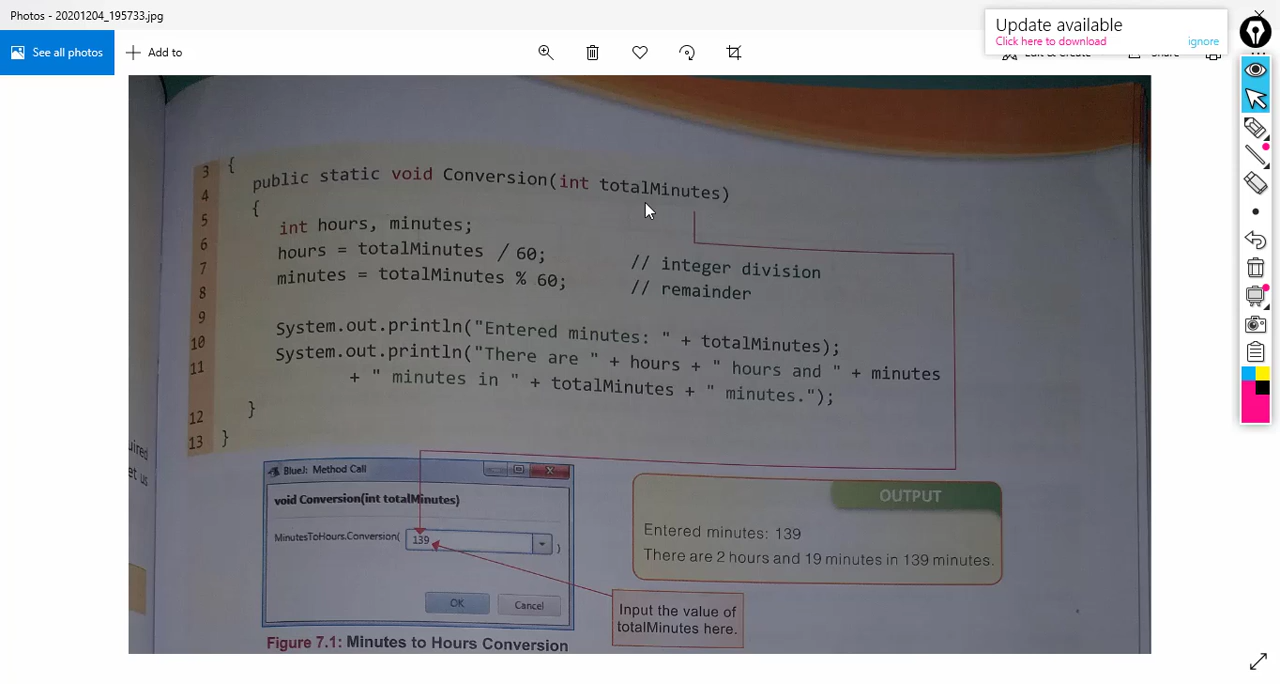 Photos - 20201204_195733.jpg
Update available
Click here to download
ignore
See all photos
Add to
3 {
4 public static void Conversion(int totalMinutes)
5 {
6 int hours, minutes;
7 hours = totalMinutes / 60; // integer division
8 minutes = totalMinutes % 60; // remainder
9
10 System.out.println("Entered minutes: " + totalMinutes);
11 System.out.println("There are " + hours + " hours and " + minutes
+ " minutes in " + totalMinutes + " minutes.");
12 }
13 }
uired
et us
BlueJ: Method Call
void Conversion(int totalMinutes)
MinutesToHours.Conversion( 139 )
OK
Cancel
OUTPUT
Entered minutes: 139
There are 2 hours and 19 minutes in 139 minutes.
Input the value of
totalMinutes here.
Figure 7.1: Minutes to Hours Conversion